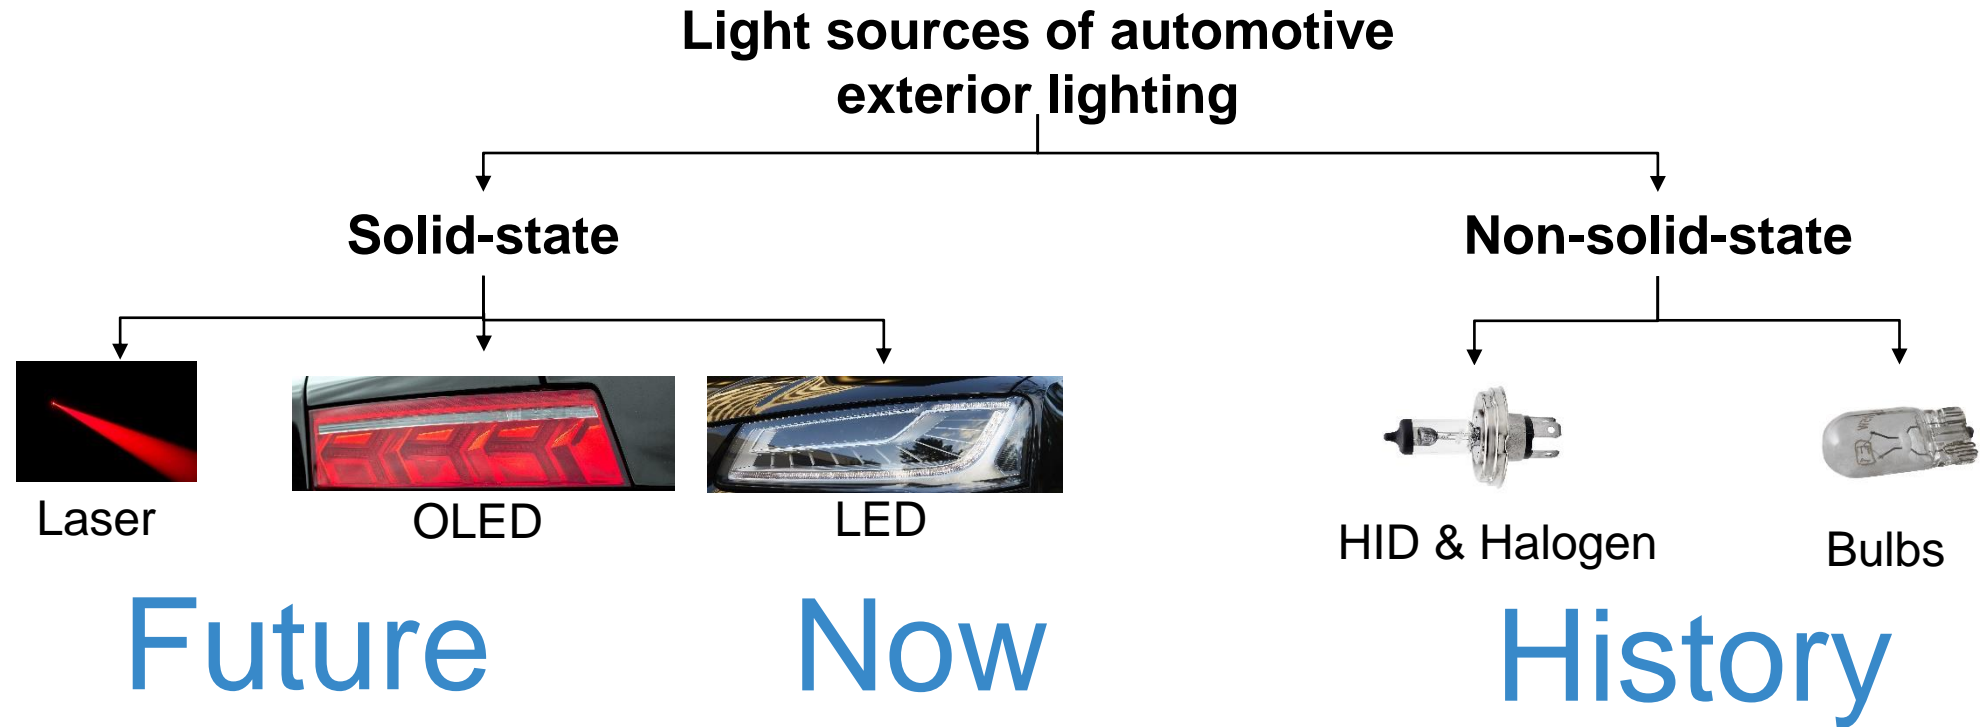 Light sources of automotive
exterior lighting
Solid-state
Non-solid-state
Laser
OLED
LED
HID & Halogen
Bulbs
Future
Now
History